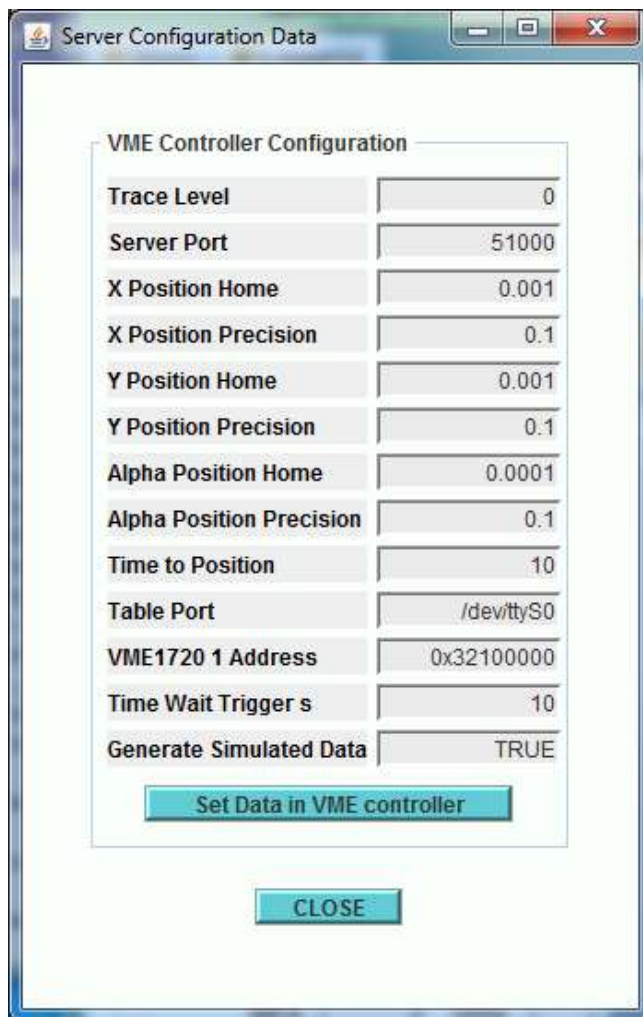 Server Configuration Data
VME Controller Configuration
Trace Level 0
Server Port 51000
X Position Home 0.001
X Position Precision 0.1
Y Position Home 0.001
Y Position Precision 0.1
Alpha Position Home 0.0001
Alpha Position Precision 0.1
Time to Position 10
Table Port /dev/ttyS0
VME1720 1 Address 0x32100000
Time Wait Trigger s 10
Generate Simulated Data TRUE
Set Data in VME controller
CLOSE